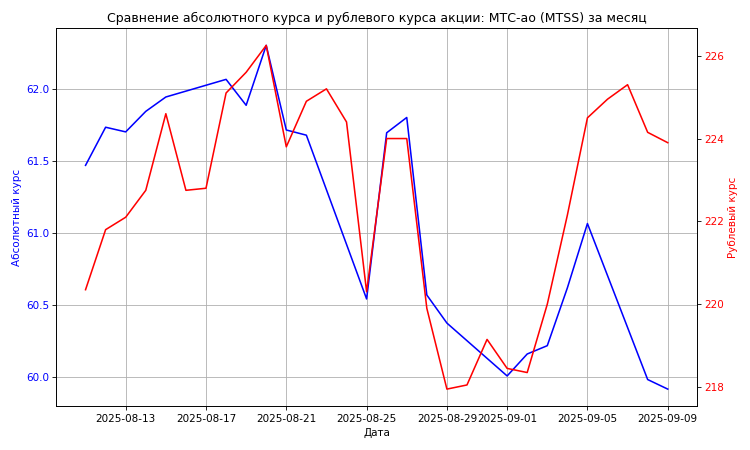 Сравнение абсолютного курса и рублевого курса акции: МТС-ао (MTSS) за месяц
Абсолютный курс
62.0
61.5
61.0
60.5
60.0
226
224
222
220
218
Рублевый курс
2025-08-13 2025-08-17 2025-08-21 2025-08-25 2025-08-29 2025-09-01 2025-09-05 2025-09-09
Дата